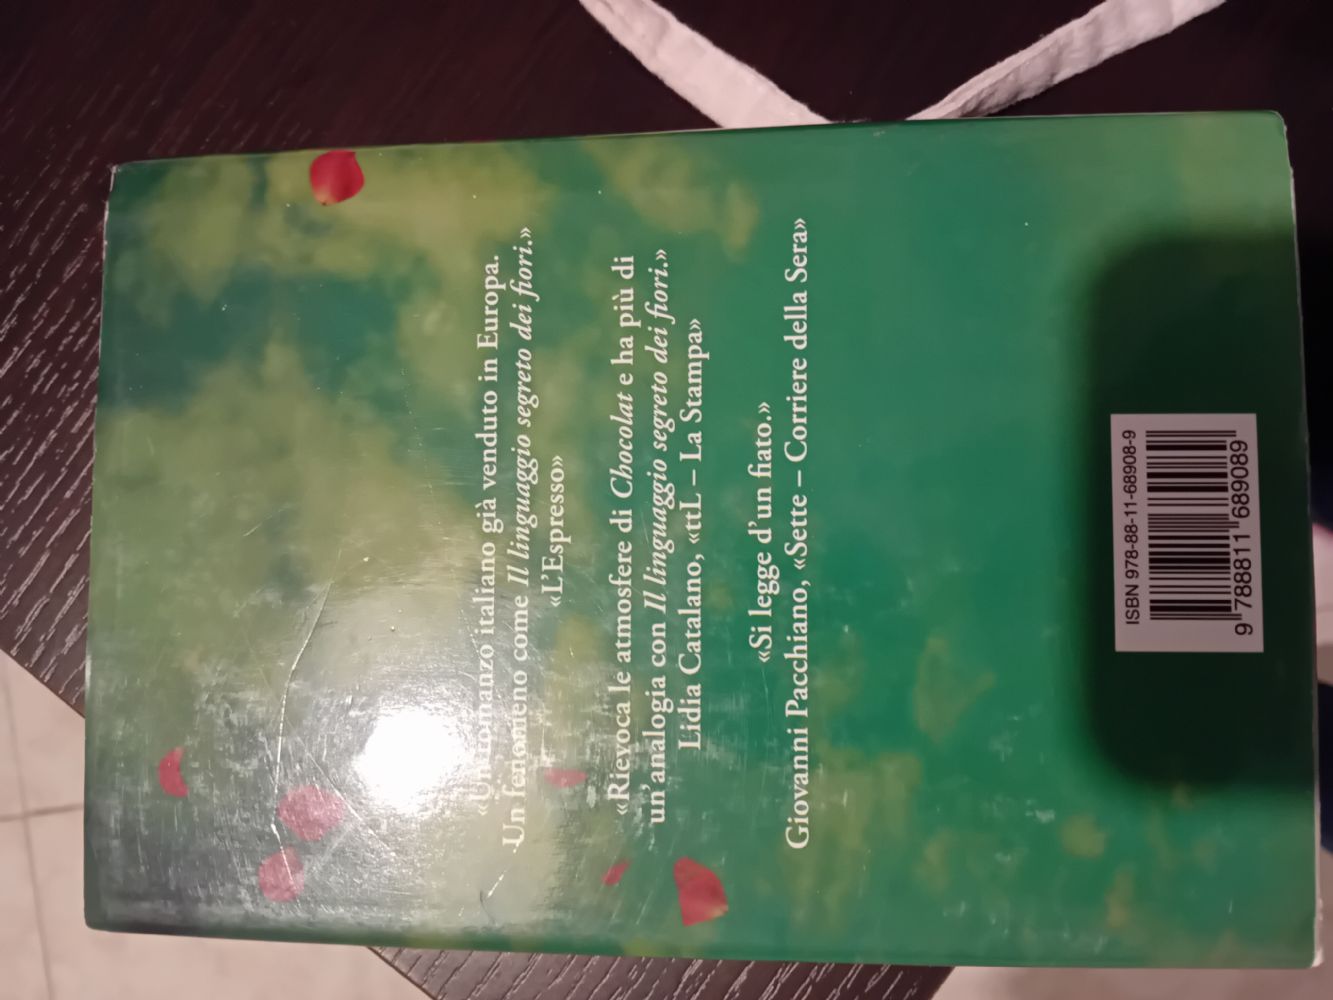 «Un romanzo italiano già venduto in Europa.
Un fenomeno come Il linguaggio segreto dei fiori.»
«L'Espresso»
«Rievoca le atmosfere di Chocolat e ha più di
un'analogia con Il linguaggio segreto dei fiori.»
Lidia Catalano, «ttL – La Stampa»
«Si legge d'un fiato.»
Giovanni Pacchiano, «Sette – Corriere della Sera»
ISBN 978-88-11-68908-9
9 788811 689089